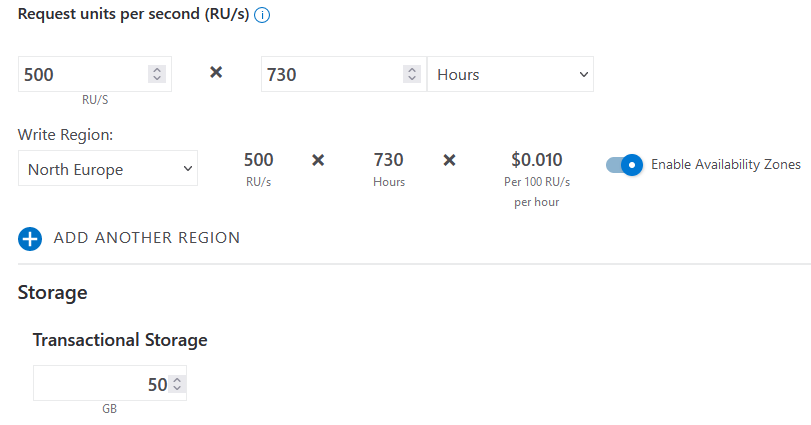 Request units per second (RU/s)
500 × 730 Hours
RU/S
Write Region:
North Europe 500 × 730 × $0.010 Enable Availability Zones
RU/s Hours Per 100 RU/s
per hour
ADD ANOTHER REGION
Storage
Transactional Storage
50
GB